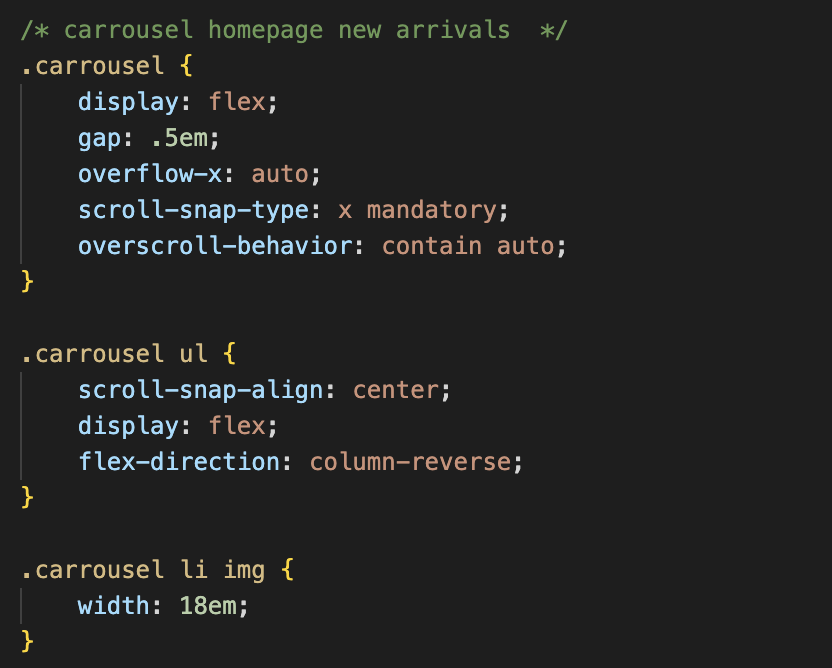 /* carrousel homepage new arrivals  */
.carrousel {
    display: flex;
    gap: .5em;
    overflow-x: auto;
    scroll-snap-type: x mandatory;
    overscroll-behavior: contain auto;
}

.carrousel ul {
    scroll-snap-align: center;
    display: flex;
    flex-direction: column-reverse;
}

.carrousel li img {
    width: 18em;
}